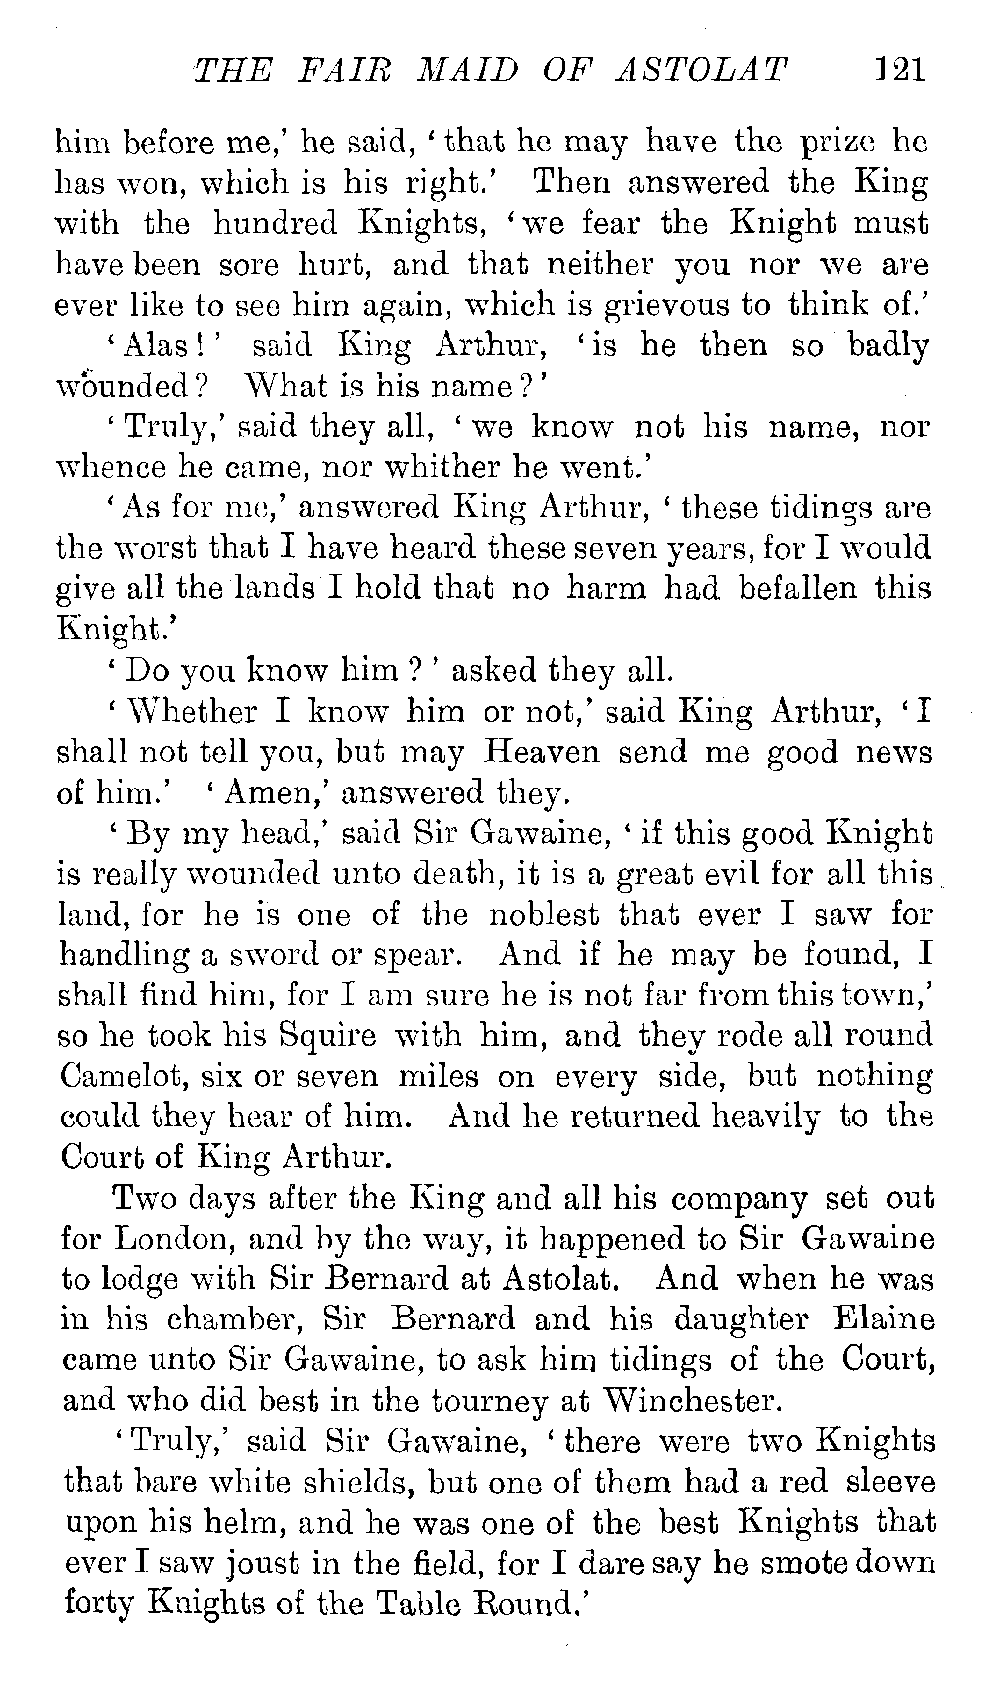 THE FAIR MAID OF ASTOLAT 121
him before me,' he said, 'that he may have the prize he
has won, which is his right.' Then answered the King
with the hundred Knights, 'we fear the Knight must
have been sore hurt, and that neither you nor we are
ever like to see him again, which is grievous to think of.'
'Alas!' said King Arthur, 'is he then so badly
wounded? What is his name?'
'Truly,' said they all, 'we know not his name, nor
whence he came, nor whither he went.'
'As for me,' answered King Arthur, 'these tidings are
the worst that I have heard these seven years, for I would
give all the lands I hold that no harm had befallen this
Knight.'
'Do you know him?' asked they all.
'Whether I know him or not,' said King Arthur, 'I
shall not tell you, but may Heaven send me good news
of him.' 'Amen,' answered they.
'By my head,' said Sir Gawaine, 'if this good Knight
is really wounded unto death, it is a great evil for all this
land, for he is one of the noblest that ever I saw for
handling a sword or spear. And if he may be found, I
shall find him, for I am sure he is not far from this town,'
so he took his Squire with him, and they rode all round
Camelot, six or seven miles on every side, but nothing
could they hear of him. And he returned heavily to the
Court of King Arthur.
Two days after the King and all his company set out
for London, and by the way, it happened to Sir Gawaine
to lodge with Sir Bernard at Astolat. And when he was
in his chamber, Sir Bernard and his daughter Elaine
came unto Sir Gawaine, to ask him tidings of the Court,
and who did best in the tourney at Winchester.
'Truly,' said Sir Gawaine, 'there were two Knights
that bare white shields, but one of them had a red sleeve
upon his helm, and he was one of the best Knights that
ever I saw joust in the field, for I dare say he smote down
forty Knights of the Table Round.'